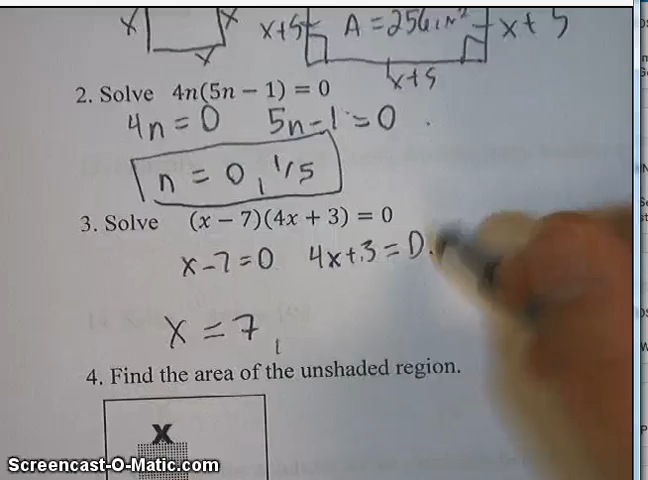 x x x+5 A = 256 in² x + 5
x x+5
2. Solve 4n(5n − 1) = 0
4n = 0 5n-1 = 0 .
n = 0, 1/5
3. Solve (x − 7)(4x + 3) = 0
x-7=0 4x+3=0
x = 7,
4. Find the area of the unshaded region.
x
Screencast-O-Matic.com